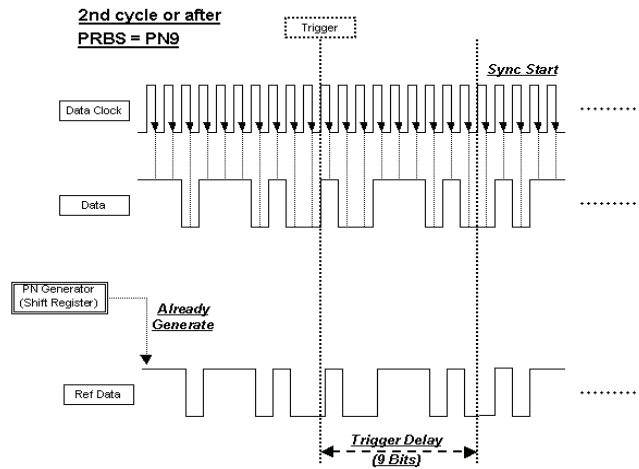 2nd cycle or after
PRBS = PN9
Trigger
Sync Start
Data Clock
Data
PN Generator
(Shift Register)
Already
Generate
Ref Data
Trigger Delay
(9 Bits)